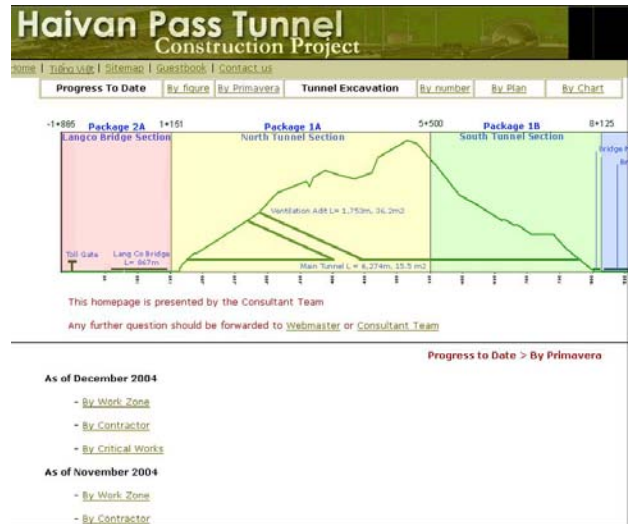 Haivan Pass Tunnel
Construction Project
Home | Tiếng Việt | Sitemap | Guestbook | Contact us
Progress To Date By figure By Primavera Tunnel Excavation By number By Plan By Chart
-1+865 1+161 5+500 8+125
Package 2A Package 1A Package 1B
Langco Bridge Section North Tunnel Section South Tunnel Section
Bridge
Ventilation Adit L= 1,753m, 36.2m2
Toll Gate Lang Co Bridge
L= 867m
Main Tunnel L = 6,274m, 15.5 m2
This homepage is presented by the Consultant Team
Any further question should be forwarded to Webmaster or Consultant Team
Progress to Date > By Primavera
As of December 2004
- By Work Zone
- By Contractor
- By Critical Works
As of November 2004
- By Work Zone
- By Contractor